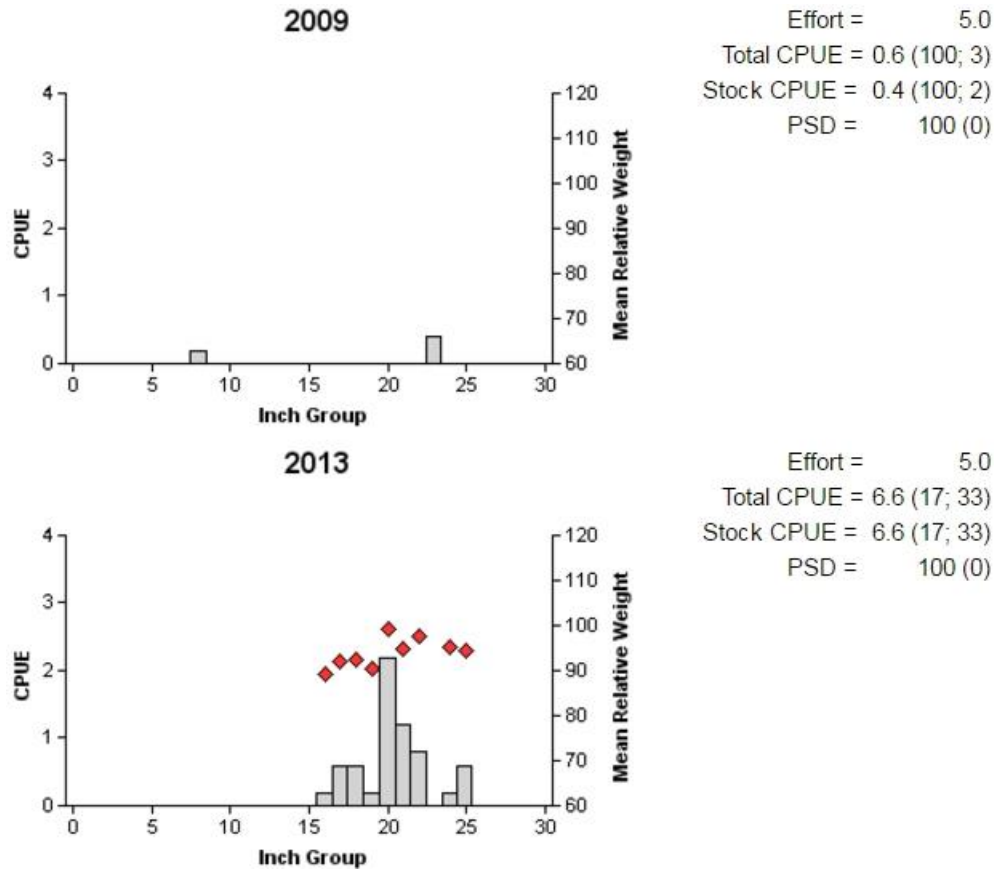 2009
Effort = 5.0
Total CPUE = 0.6 (100; 3)
Stock CPUE = 0.4 (100; 2)
PSD = 100 (0)
4
3
2
1
0
CPUE
120
110
100
90
80
70
60
Mean Relative Weight
0 5 10 15 20 25 30
Inch Group
2013
Effort = 5.0
Total CPUE = 6.6 (17; 33)
Stock CPUE = 6.6 (17; 33)
PSD = 100 (0)
4
3
2
1
0
CPUE
120
110
100
90
80
70
60
Mean Relative Weight
0 5 10 15 20 25 30
Inch Group